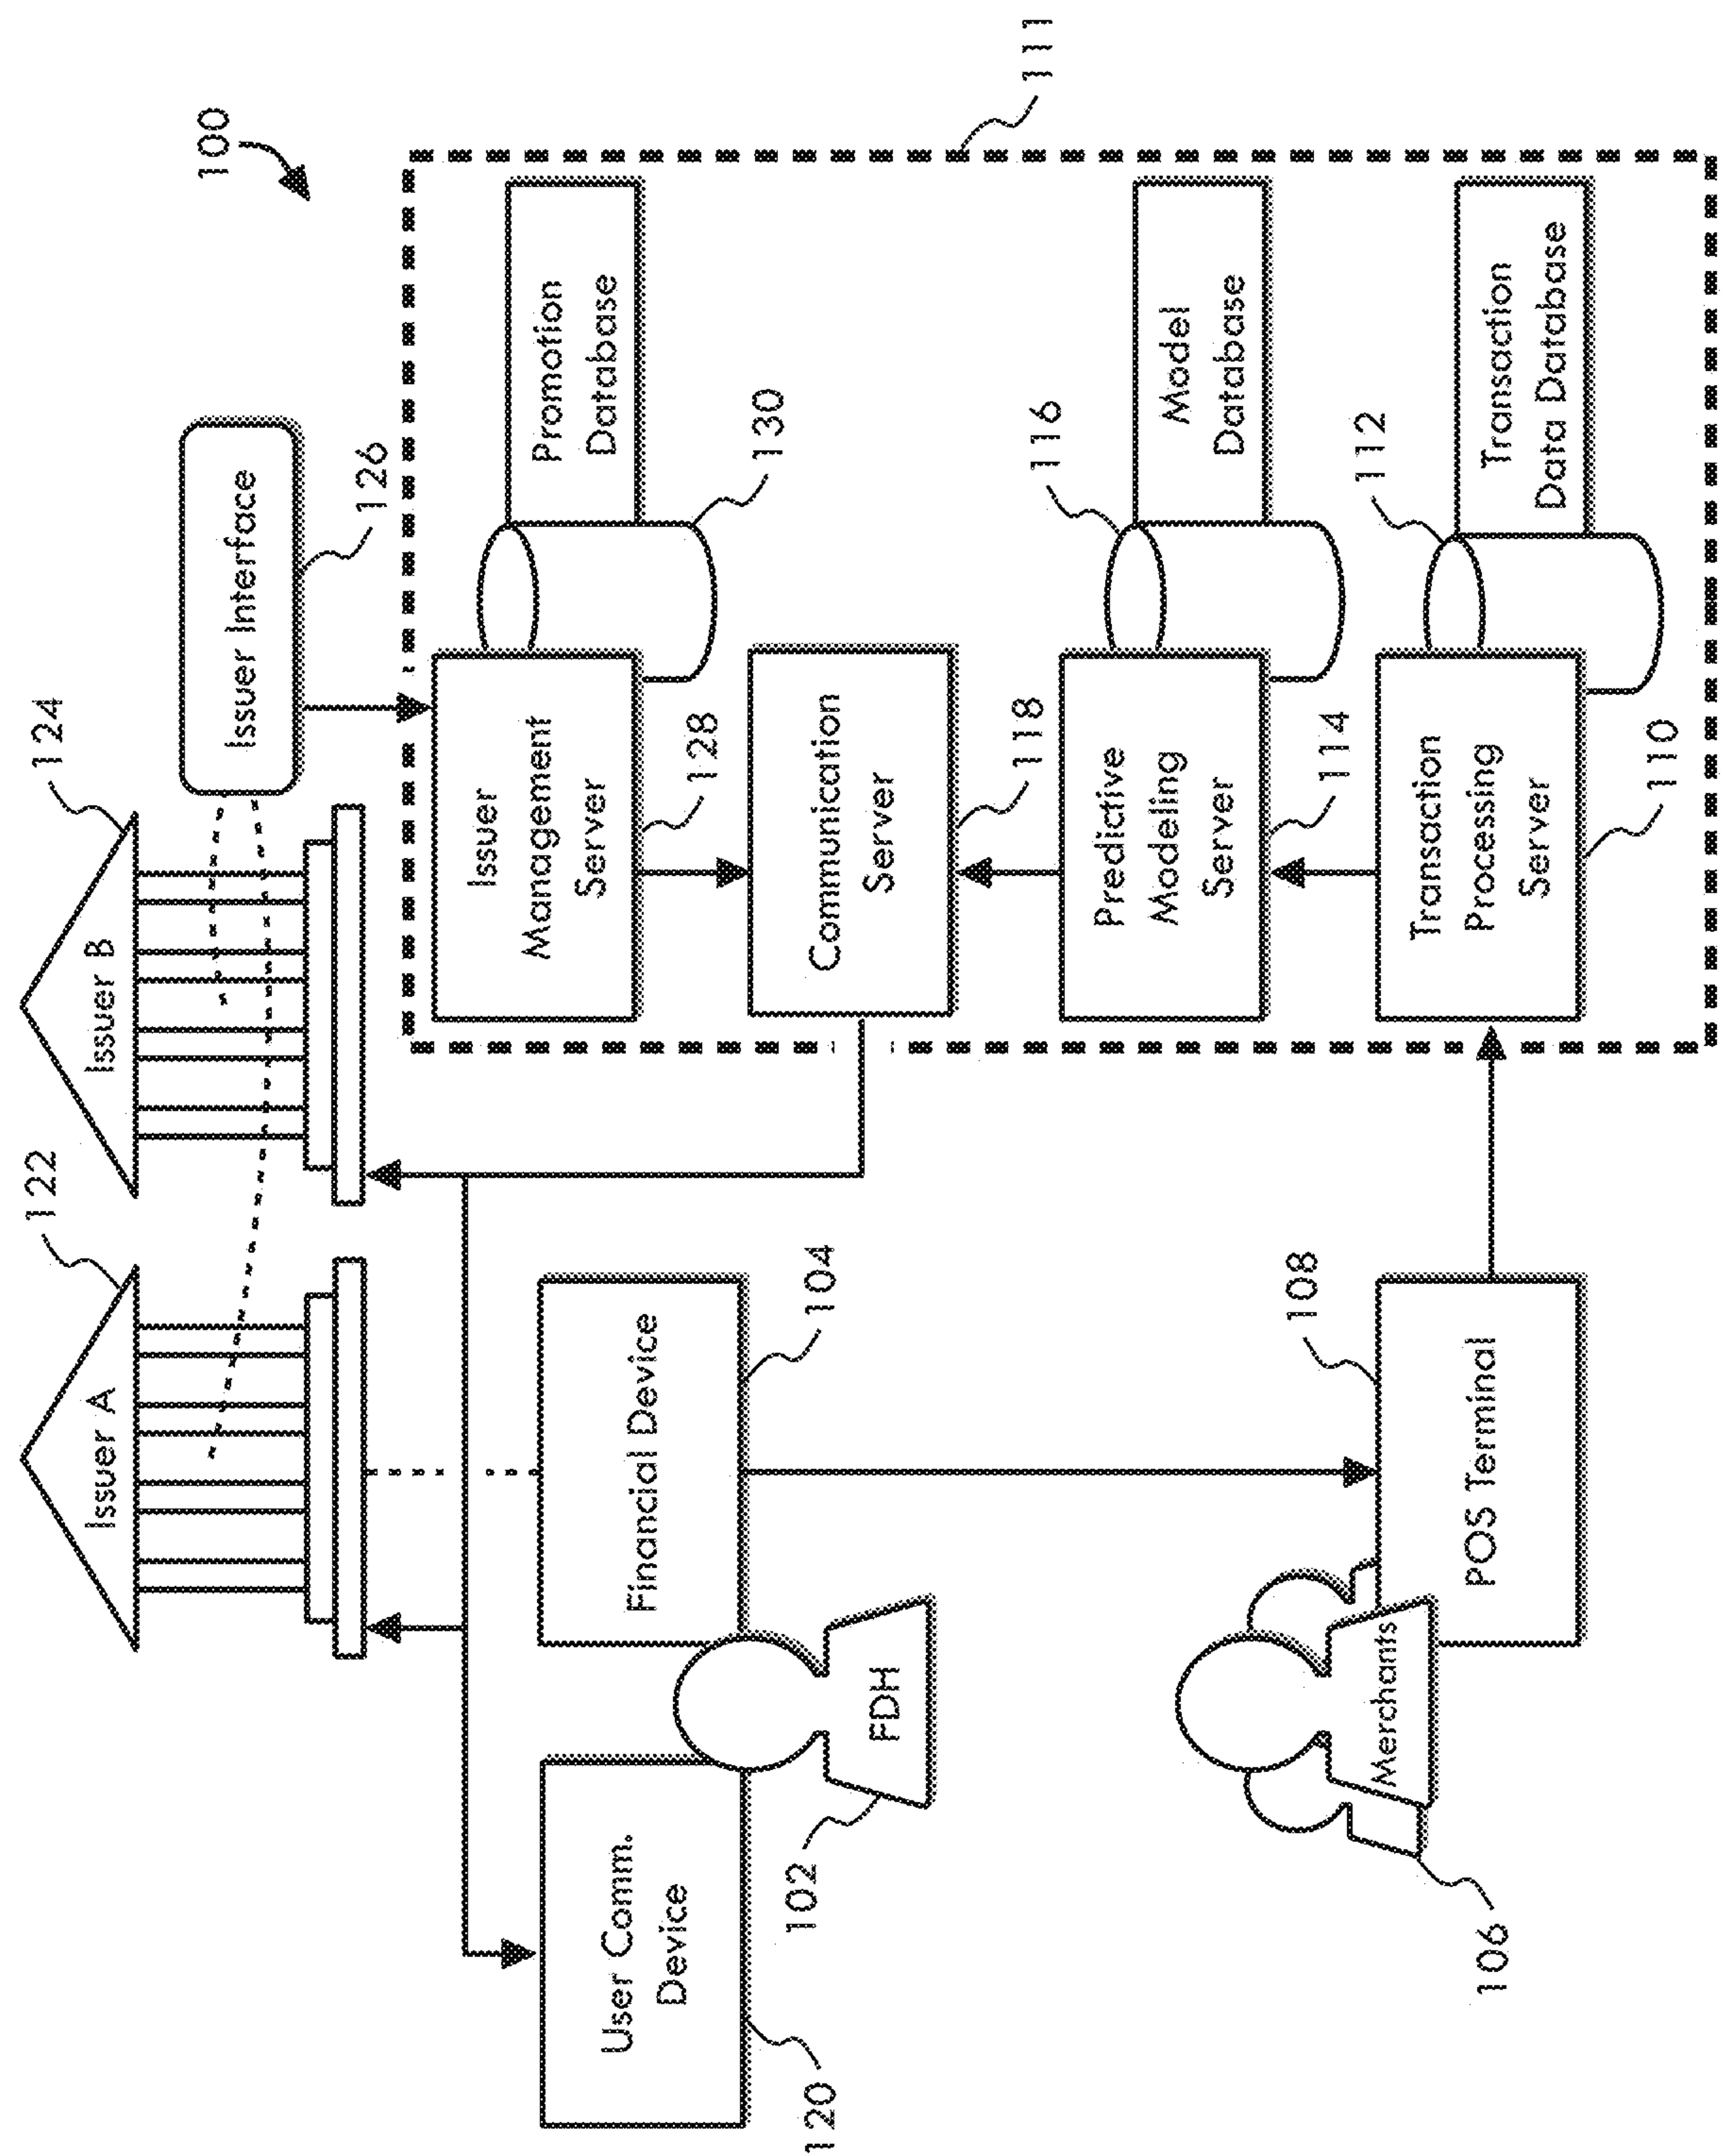 100
122
124
Issuer A
Issuer B
Issuer Interface
126
111
User Comm.
Device
120
FDH
102
Financial Device
104
Issuer
Management
Server
128
Promotion
Database
130
Communication
Server
118
Predictive
Modeling
Server
114
116
Model
Database
Merchants
106
POS Terminal
108
Transaction
Processing
Server
110
112
Transaction
Data Database